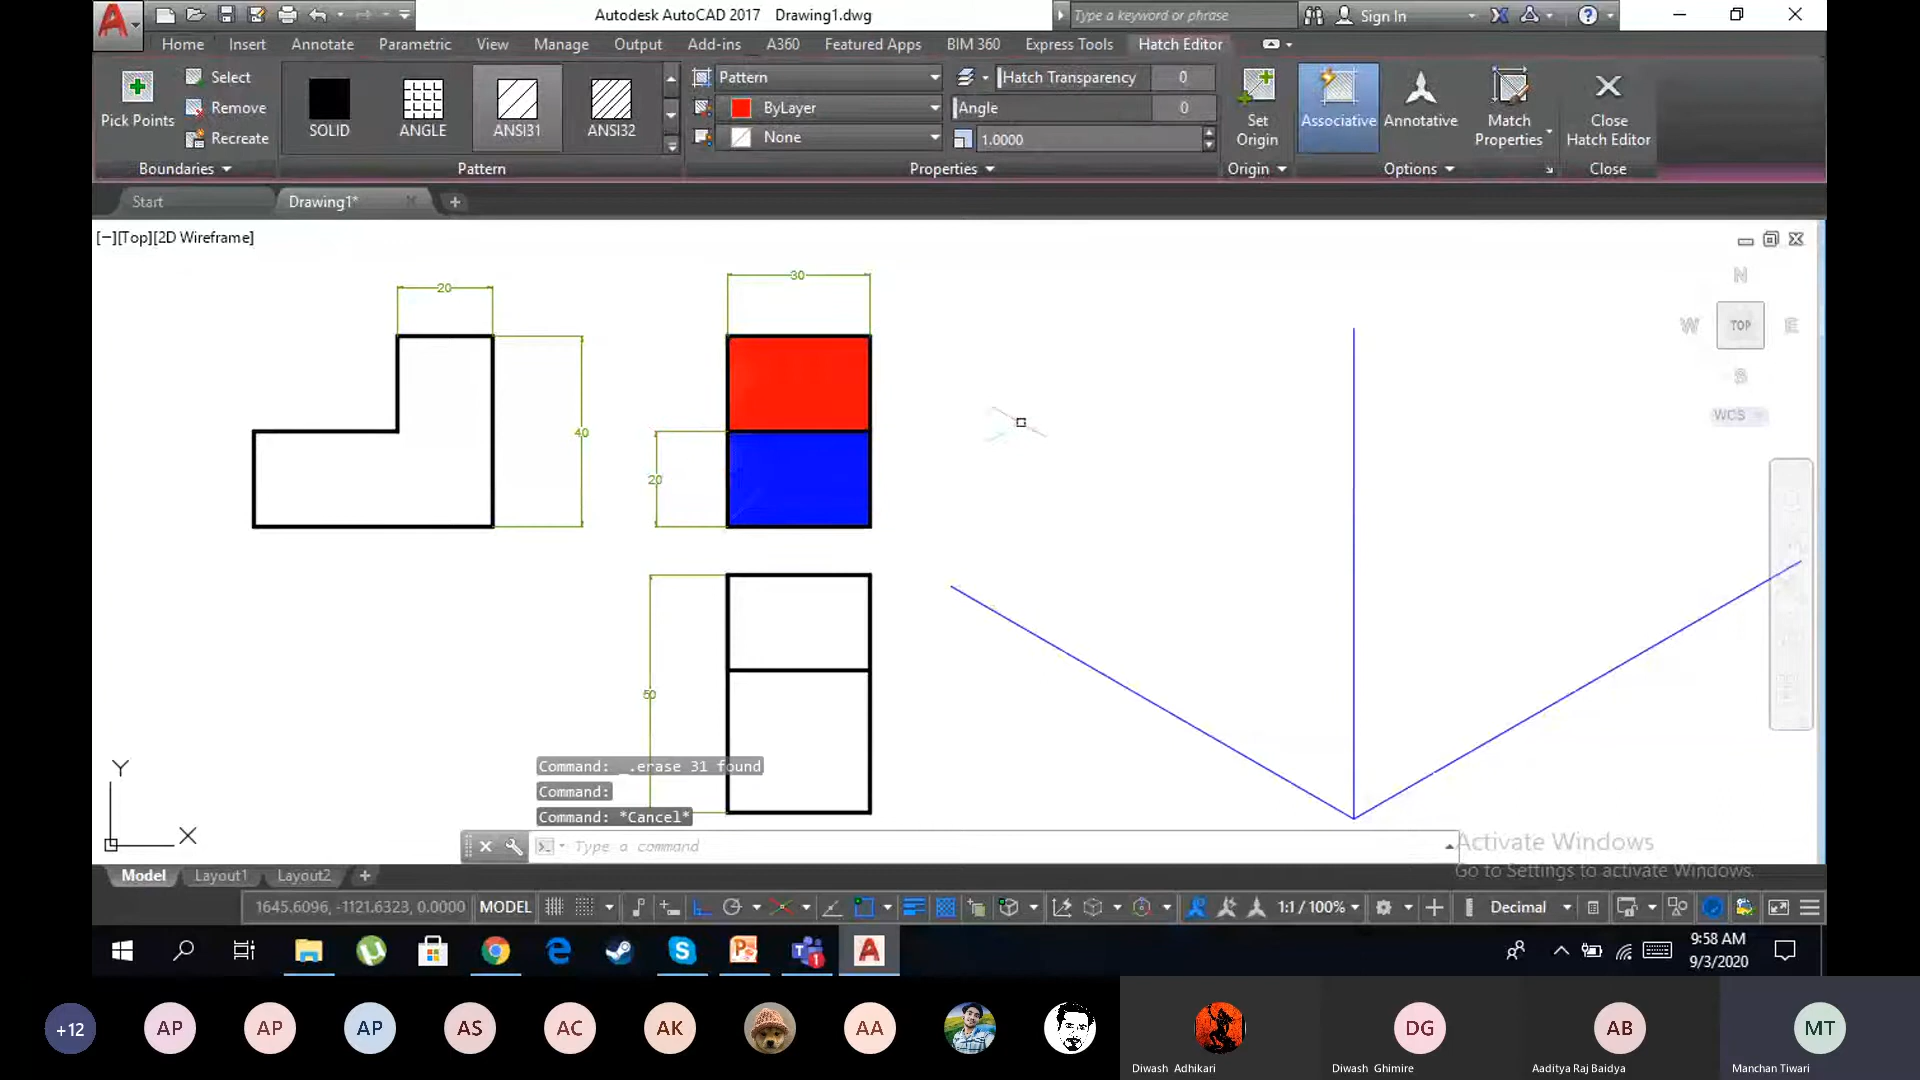 Autodesk AutoCAD 2017 Drawing1.dwg
Type a keyword or phrase
Sign In
Home Insert Annotate Parametric View Manage Output Add-ins A360 Featured Apps BIM 360 Express Tools Hatch Editor
Pick Points
Select
Remove
Recreate
Boundaries
SOLID
ANGLE
ANSI31
ANSI32
Pattern
Pattern
ByLayer
None
Hatch Transparency 0
Angle 0
1.0000
Properties
Set
Origin
Origin
Associative
Annotative
Match
Properties
Options
Close
Hatch Editor
Close
Start
Drawing1*
[−][Top][2D Wireframe]
20
40
30
20
50
N
W TOP E
S
WCS
Y
X
Command: _.erase 31 found
Command:
Command: *Cancel*
Type a command
Activate Windows
Go to Settings to activate Windows.
Model Layout1 Layout2
1645.6096, -1121.6323, 0.0000 MODEL
1:1 / 100%
Decimal
1
9:58 AM
9/3/2020
+12 AP AP AP AS AC AK AA DG AB MT
Diwash Adhikari
Diwash Ghimire
Aaditya Raj Baidya
Manchan Tiwari